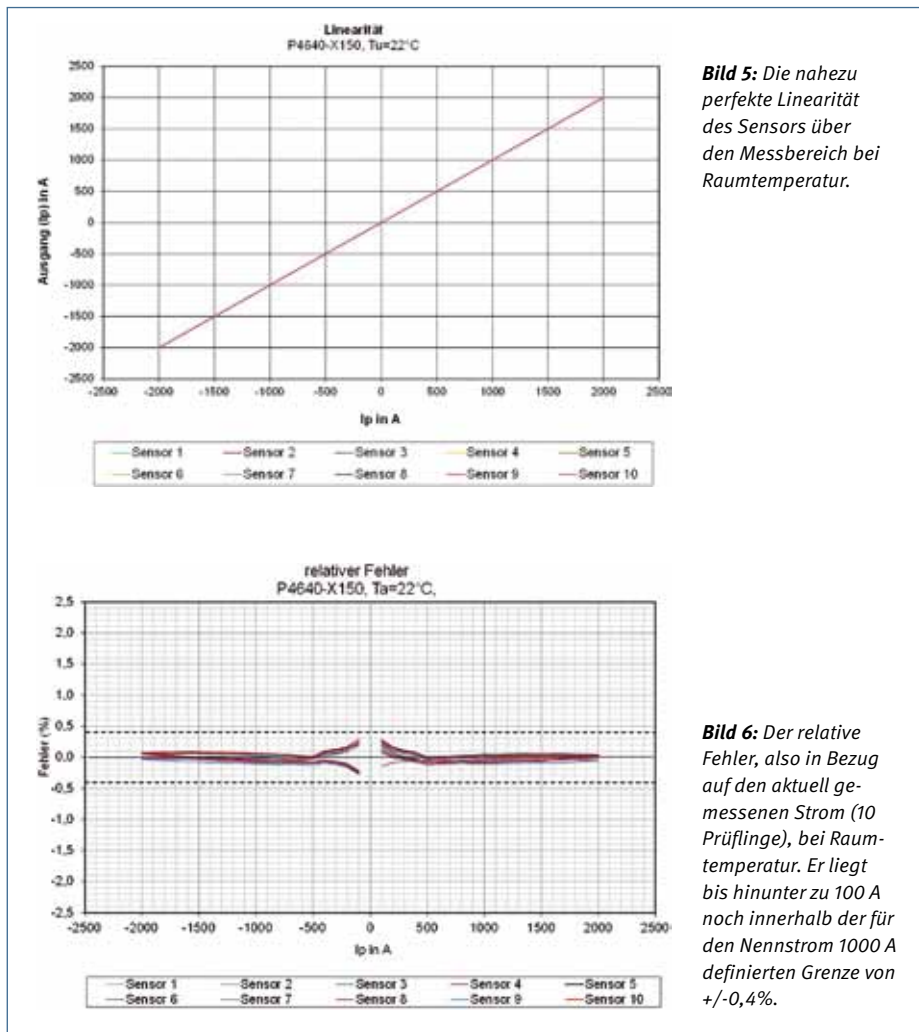 Linearität
P4640-X150, Tu=22°C
2500
2000
1500
1000
500
0
-500
-1000
-1500
-2000
-2500
Ausgang (Ip) in A
-2500 -2000 -1500 -1000 -500 0 500 1000 1500 2000 2500
Ip in A
Sensor 1 Sensor 2 Sensor 3 Sensor 4 Sensor 5
Sensor 6 Sensor 7 Sensor 8 Sensor 9 Sensor 10
Bild 5: Die nahezu
perfekte Linearität
des Sensors über
den Messbereich bei
Raumtemperatur.
relativer Fehler
P4640-X150, Ta=22°C,
2,5
2,0
1,5
1,0
0,5
0,0
-0,5
-1,0
-1,5
-2,0
-2,5
Fehler (%)
-2500 -2000 -1500 -1000 -500 0 500 1000 1500 2000 2500
Ip in A
Sensor 1 Sensor 2 Sensor 3 Sensor 4 Sensor 5
Sensor 6 Sensor 7 Sensor 8 Sensor 9 Sensor 10
Bild 6: Der relative
Fehler, also in Bezug
auf den aktuell ge-
messenen Strom (10
Prüflinge), bei Raum-
temperatur. Er liegt
bis hinunter zu 100 A
noch innerhalb der für
den Nennstrom 1000 A
definierten Grenze von
+/-0,4%.